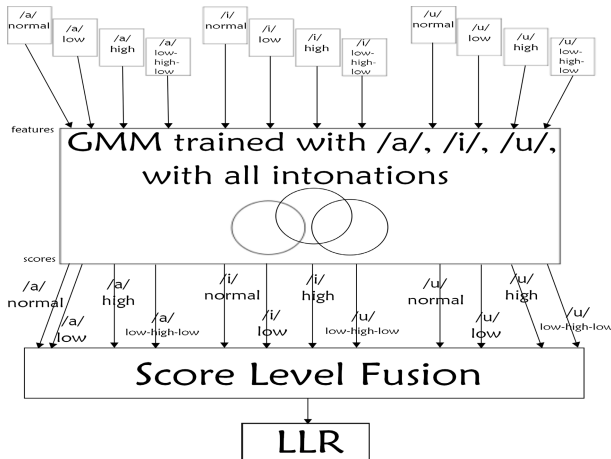 /a/
normal
/a/
low
/a/
high
/a/
low-
high-
low
/i/
normal
/i/
low
/i/
high
/i/
low-
high-
low
/u/
normal
/u/
low
/u/
high
/u/
low-
high-
low
features
GMM trained with /a/, /i/, /u/,
with all intonations
scores
/a/
normal
/a/
low
/a/
high
/a/
low-high-low
/i/
normal
/i/
low
/i/
high
/u/
low-high-low
/u/
normal
/u/
low
/u/
high
/u/
low-high-low
Score Level Fusion
LLR